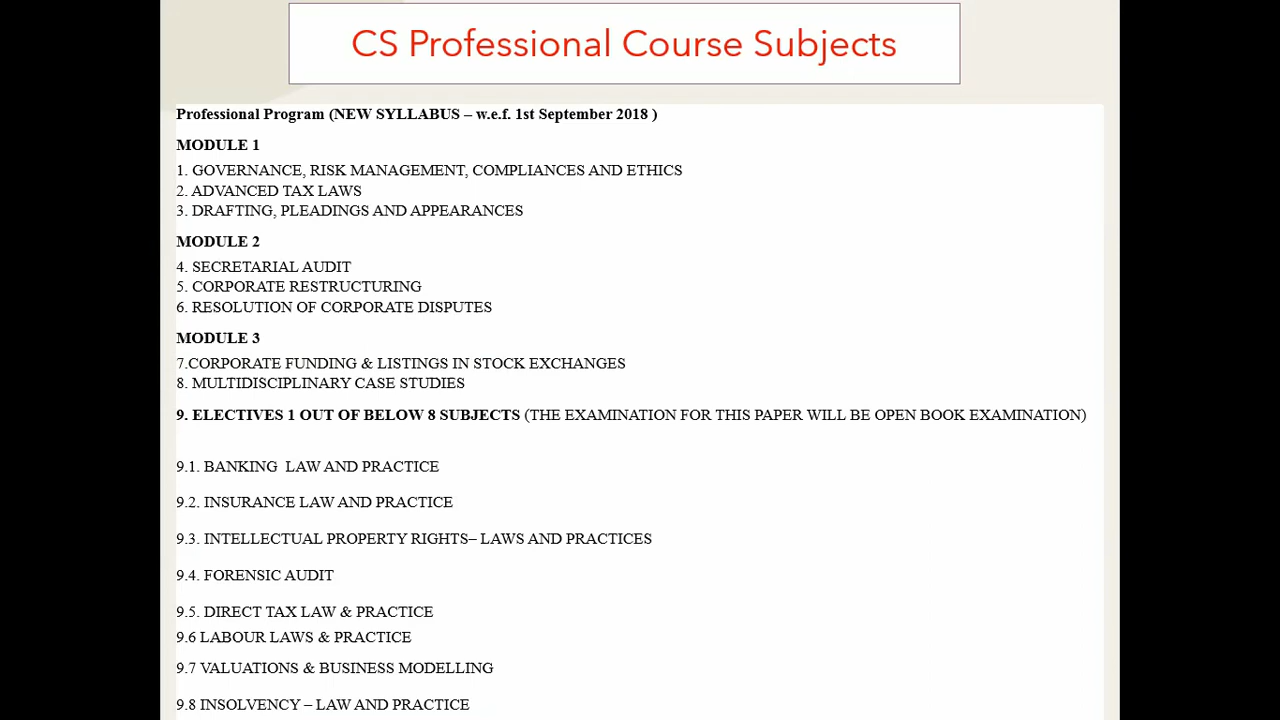 CS Professional Course Subjects
Professional Program (NEW SYLLABUS – w.e.f. 1st September 2018 )
MODULE 1
1. GOVERNANCE, RISK MANAGEMENT, COMPLIANCES AND ETHICS
2. ADVANCED TAX LAWS
3. DRAFTING, PLEADINGS AND APPEARANCES
MODULE 2
4. SECRETARIAL AUDIT
5. CORPORATE RESTRUCTURING
6. RESOLUTION OF CORPORATE DISPUTES
MODULE 3
7.CORPORATE FUNDING & LISTINGS IN STOCK EXCHANGES
8. MULTIDISCIPLINARY CASE STUDIES
9. ELECTIVES 1 OUT OF BELOW 8 SUBJECTS (THE EXAMINATION FOR THIS PAPER WILL BE OPEN BOOK EXAMINATION)
9.1. BANKING  LAW AND PRACTICE
9.2. INSURANCE LAW AND PRACTICE
9.3. INTELLECTUAL PROPERTY RIGHTS– LAWS AND PRACTICES
9.4. FORENSIC AUDIT
9.5. DIRECT TAX LAW & PRACTICE
9.6 LABOUR LAWS & PRACTICE
9.7 VALUATIONS & BUSINESS MODELLING
9.8 INSOLVENCY – LAW AND PRACTICE